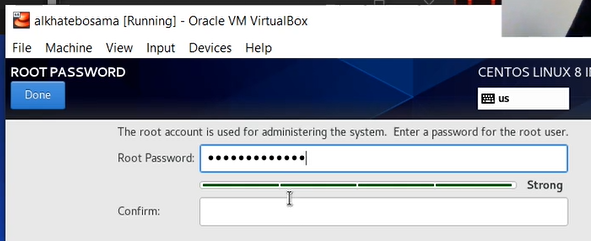 alkhatebosama [Running] - Oracle VM VirtualBox
File Machine View Input Devices Help
ROOT PASSWORD
CENTOS LINUX 8
Done
us
The root account is used for administering the system. Enter a password for the root user.
Root Password: •••••••••••••
Strong
Confirm: